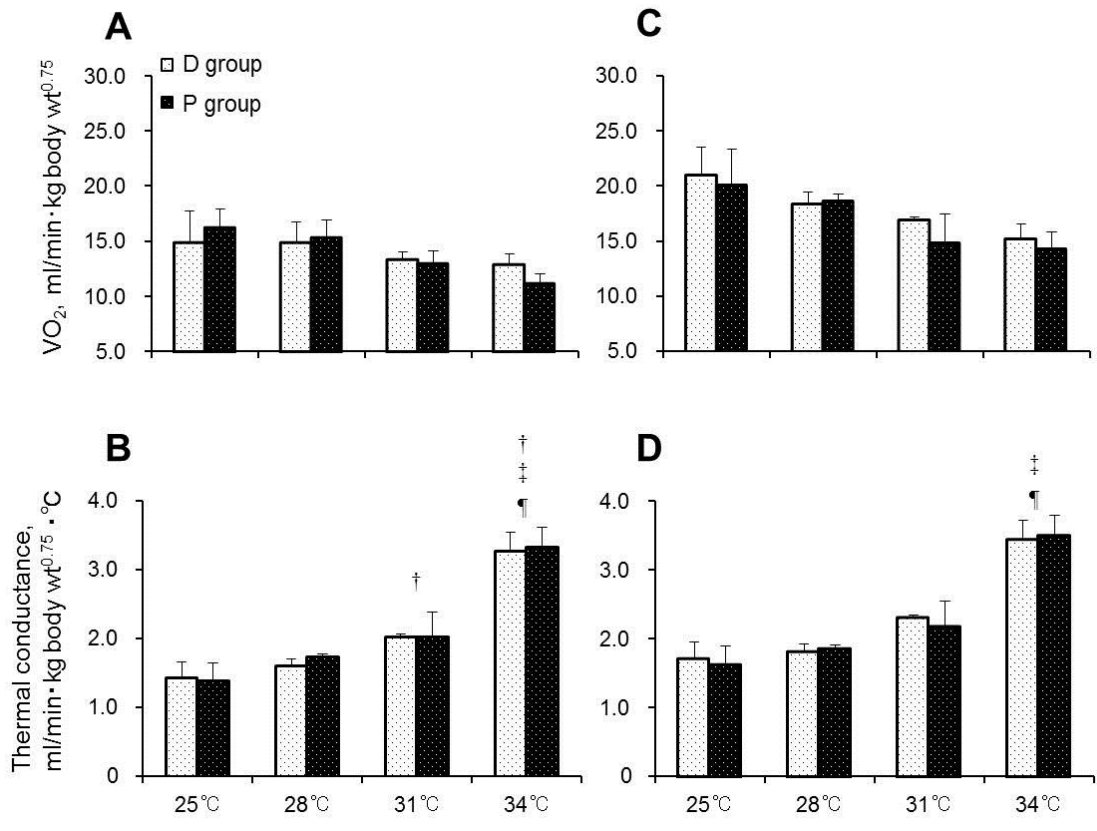 A
D group
P group
VO2, ml/min·kg body wt0.75
30.0
25.0
20.0
15.0
10.0
5.0
C
30.0
25.0
20.0
15.0
10.0
5.0
B
Thermal conductance,
ml/min·kg body wt0.75·℃
4.0
3.0
2.0
1.0
0
†
†
‡
¶
25℃ 28℃ 31℃ 34℃
D
4.0
3.0
2.0
1.0
0
‡
¶
25℃ 28℃ 31℃ 34℃